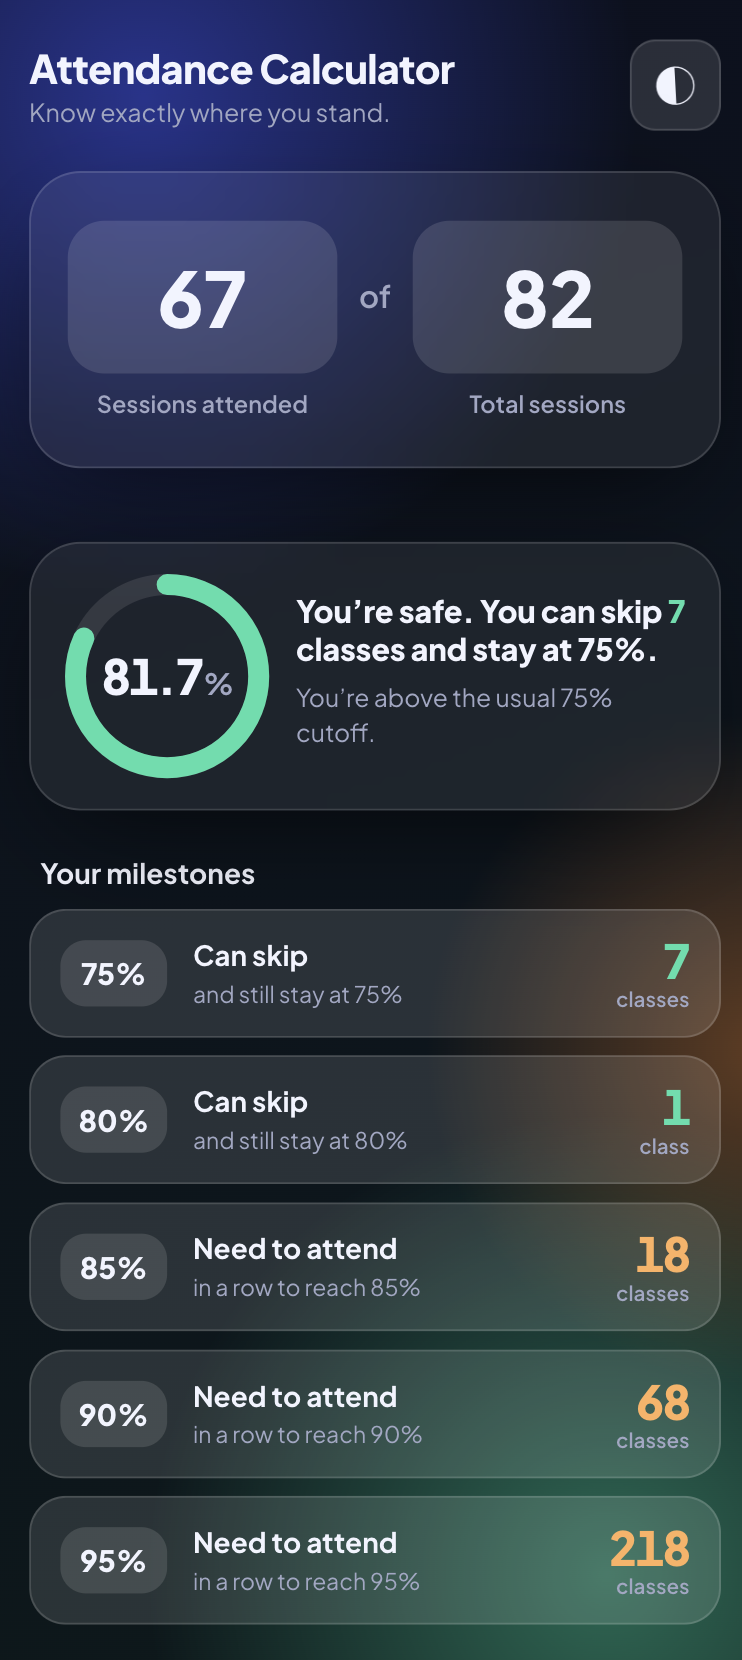 Attendance Calculator
Know exactly where you stand.
67 of 82
Sessions attended Total sessions
81.7%
You’re safe. You can skip 7
classes and stay at 75%.
You’re above the usual 75%
cutoff.
Your milestones
75% Can skip 7
and still stay at 75% classes
80% Can skip 1
and still stay at 80% class
85% Need to attend 18
in a row to reach 85% classes
90% Need to attend 68
in a row to reach 90% classes
95% Need to attend 218
in a row to reach 95% classes